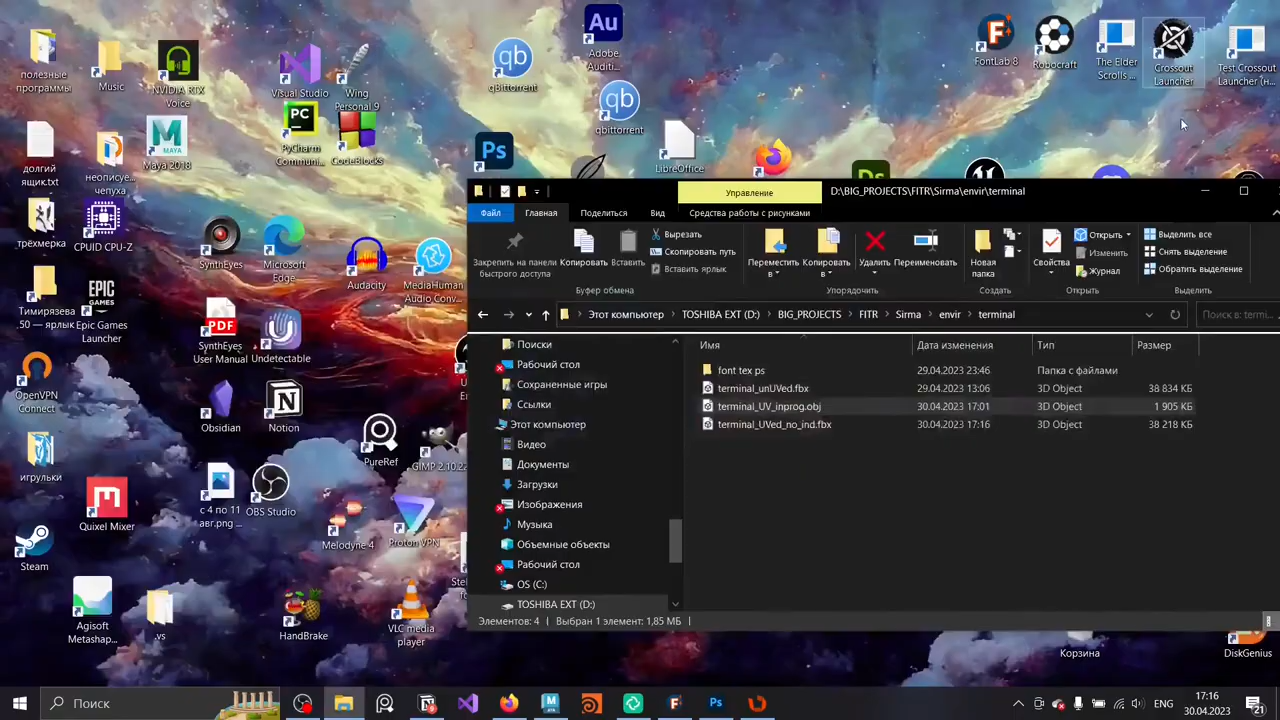 полезные
программы
Music
NVIDIA RTX
Voice
Visual Studio
Wing
Personal 9
qBittorrent
Adobe
Auditi...
qbittorrent
FontLab 8
Robocraft
The Elder
Scrolls ...
Crossout
Launcher
Test Crossout
Launcher (н...
долгий
ящик.txt
неописуе...
чепуха
Maya 2018
PyCharm
Communi...
CodeBlocks
LibreOffice
трёхмерка
CPUID CPU-Z
SynthEyes
Microsoft
Edge
Audacity
MediaHuman
Audio Conv...
Тимирязева
50 — ярлык
Epic Games
Launcher
SynthEyes
User Manual
Undetectable
OpenVPN
Connect
Obsidian
Notion
PureRef
GIMP 2.10.22
игрульки
Quixel Mixer
с 4 по 11
авг.png ...
OBS Studio
Melodyne 4
Proton VPN
Steam
Agisoft
Metashap...
.vs
HandBrake
VLC media
player
Управление
D:\BIG_PROJECTS\FITR\Sirma\envir\terminal
Файл
Главная
Поделиться
Вид
Средства работы с рисунками
Закрепить на панели
быстрого доступа
Копировать
Вставить
Вырезать
Скопировать путь
Вставить ярлык
Буфер обмена
Переместить
в
Копировать
в
Удалить
Переименовать
Упорядочить
Новая
папка
Создать
Свойства
Открыть
Изменить
Журнал
Открыть
Выделить все
Снять выделение
Обратить выделение
Выделить
Этот компьютер
TOSHIBA EXT (D:)
BIG_PROJECTS
FITR
Sirma
envir
terminal
Поиск в: termi...
Поиски
Рабочий стол
Сохраненные игры
Ссылки
Этот компьютер
Видео
Документы
Загрузки
Изображения
Музыка
Объемные объекты
Рабочий стол
OS (C:)
TOSHIBA EXT (D:)
Имя
Дата изменения
Тип
Размер
font tex ps
29.04.2023 23:46
Папка с файлами
terminal_unUVed.fbx
29.04.2023 13:06
3D Object
38 834 КБ
terminal_UV_inprog.obj
30.04.2023 17:01
3D Object
1 905 КБ
terminal_UVed_no_ind.fbx
30.04.2023 17:16
3D Object
38 218 КБ
Элементов: 4
Выбран 1 элемент: 1,85 МБ
Корзина
DiskGenius
Поиск
ENG
17:16
30.04.2023
21